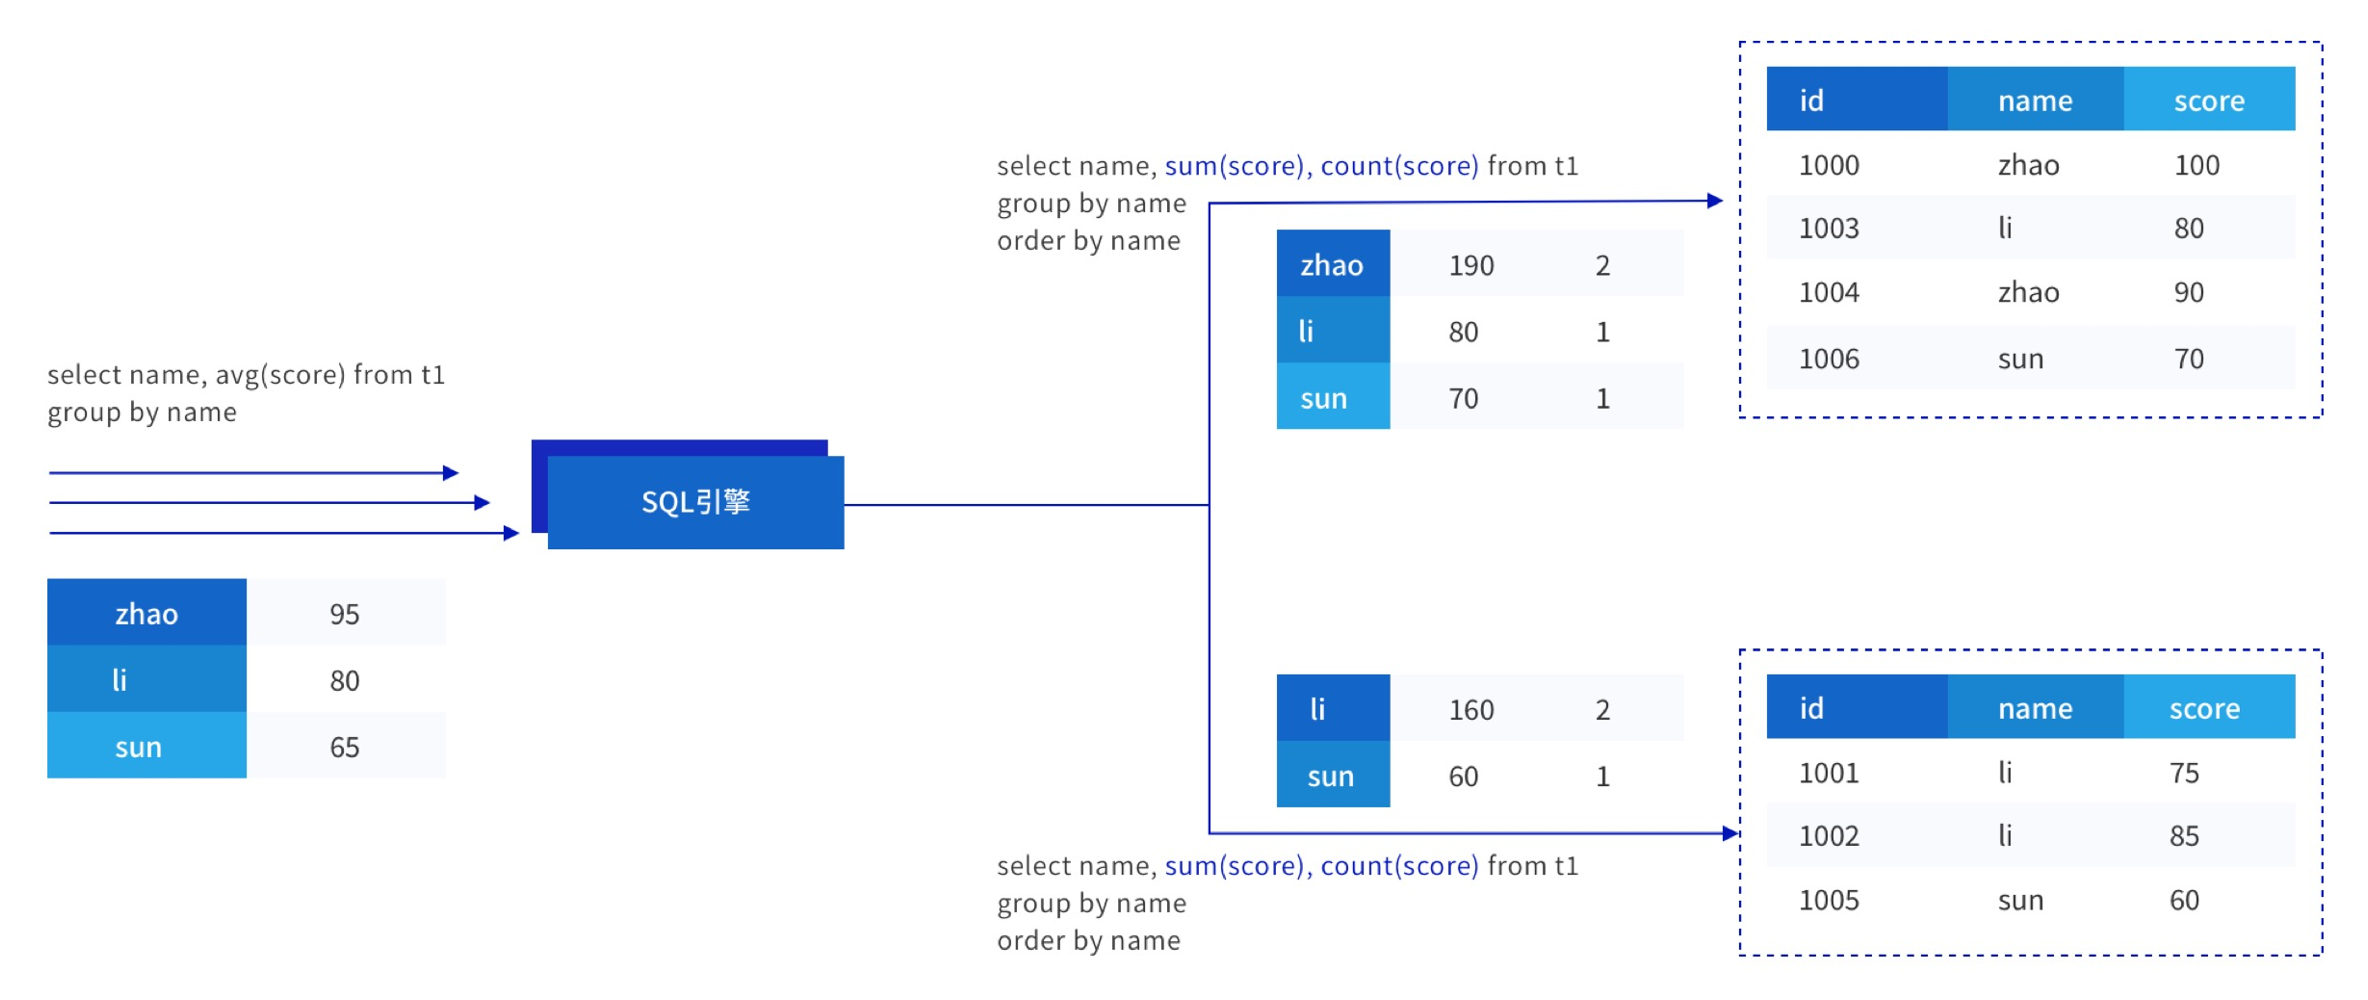 select name, avg(score) from t1
group by name
zhao 95
li 80
sun 65
SQL引擎
select name, sum(score), count(score) from t1
group by name
order by name
zhao 190 2
li 80 1
sun 70 1
id name score
1000 zhao 100
1003 li 80
1004 zhao 90
1006 sun 70
li 160 2
sun 60 1
select name, sum(score), count(score) from t1
group by name
order by name
id name score
1001 li 75
1002 li 85
1005 sun 60